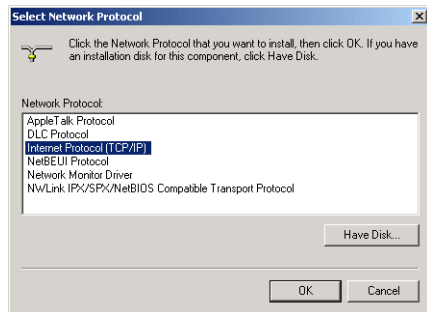 Select Network Protocol
Click the Network Protocol that you want to install, then click OK. If you have
an installation disk for this component, click Have Disk.
Network Protocol:
AppleTalk Protocol
DLC Protocol
Internet Protocol (TCP/IP)
NetBEUI Protocol
Network Monitor Driver
NWLink IPX/SPX/NetBIOS Compatible Transport Protocol
Have Disk...
OK
Cancel